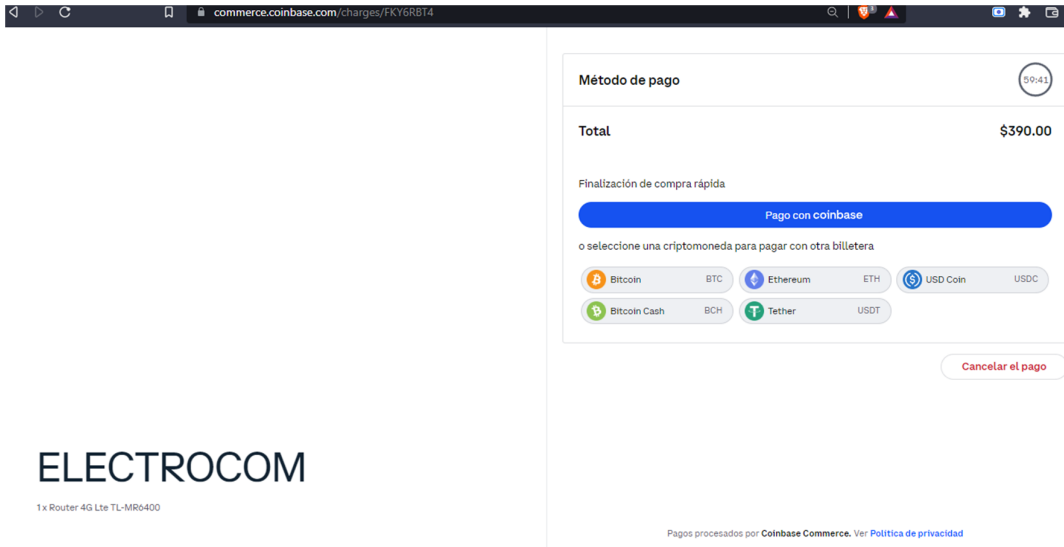 commerce.coinbase.com/charges/FKY6RBT4
3
Método de pago
59:41
Total
$390.00
Finalización de compra rápida
Pago con coinbase
o seleccione una criptomoneda para pagar con otra billetera
Bitcoin BTC
Ethereum ETH
USD Coin USDC
Bitcoin Cash BCH
Tether USDT
Cancelar el pago
ELECTROCOM
1 x Router 4G Lte TL-MR6400
Pagos procesados por Coinbase Commerce. Ver Política de privacidad